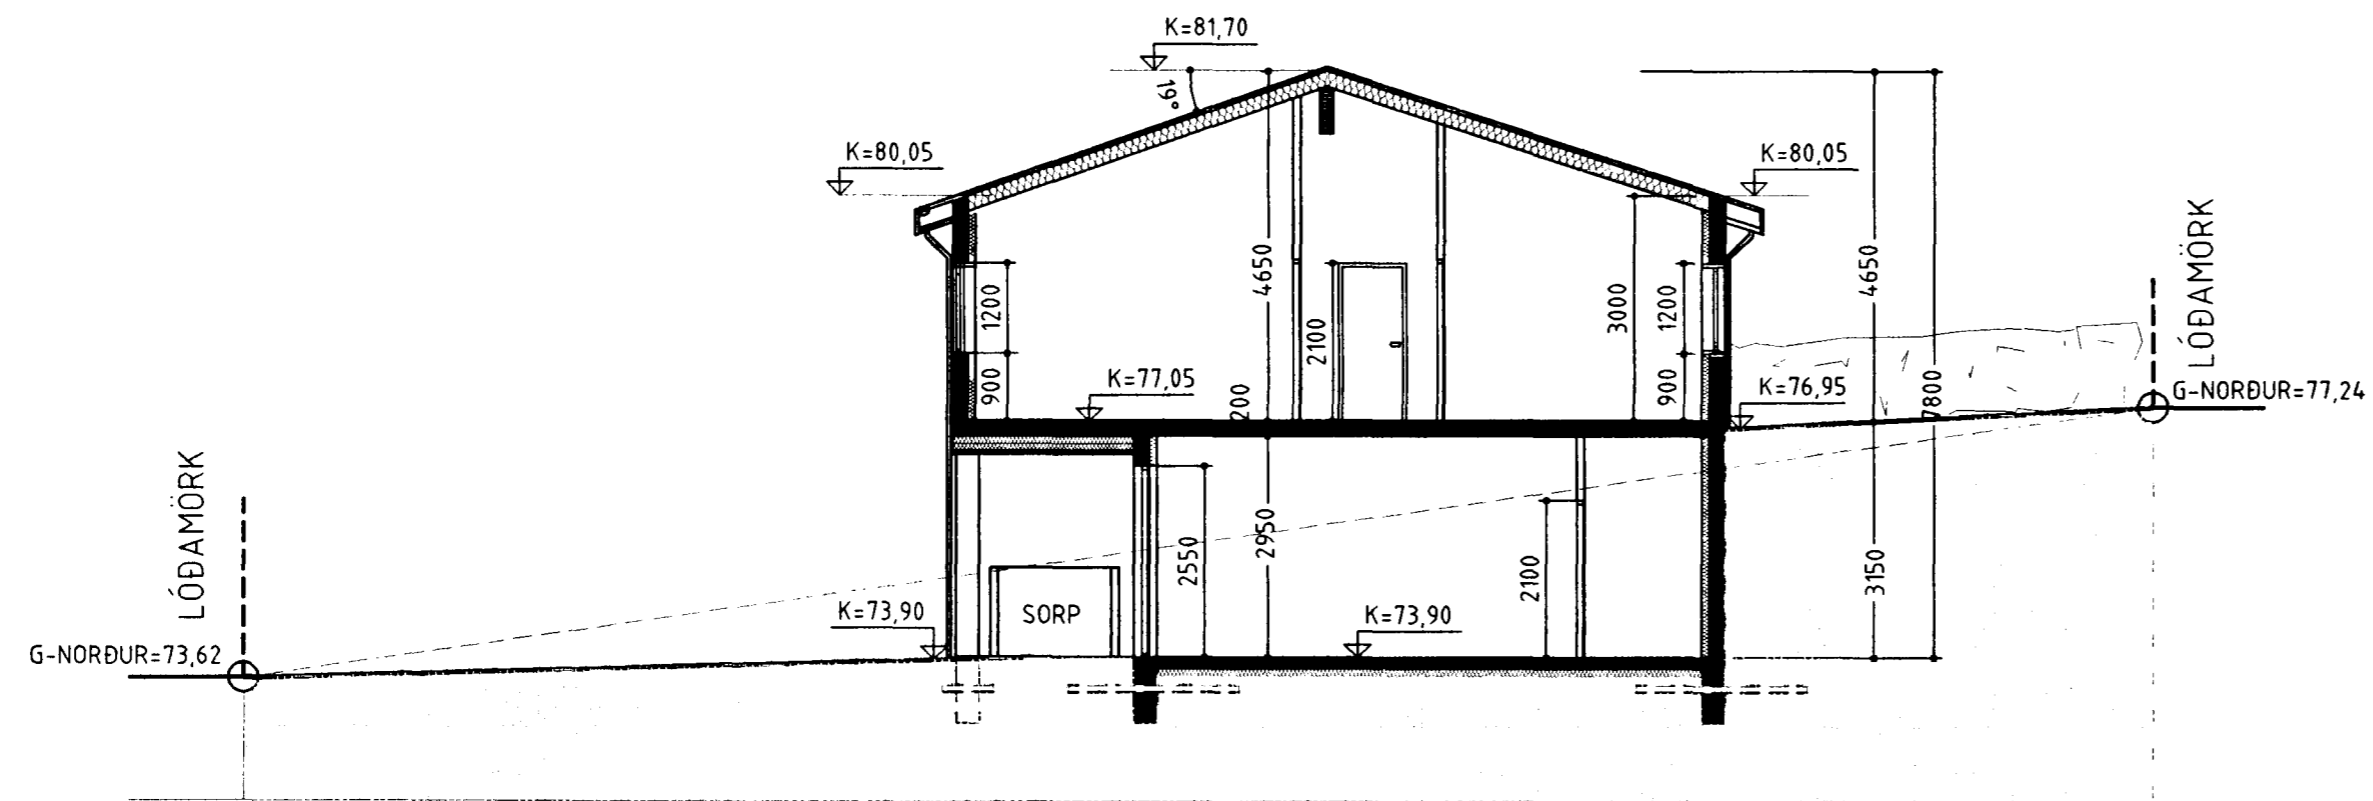 K=81,70
19°
K=80,05
K=80,05
LÓÐAMÖRK
4650
4650
1200
2100
3000
1200
900
K=77,05
200
900
K=76,95
7800
G-NORÐUR=77,24
LÓÐAMÖRK
2550
2950
2100
3150
K=73,90
SORP
K=73,90
G-NORÐUR=73,62